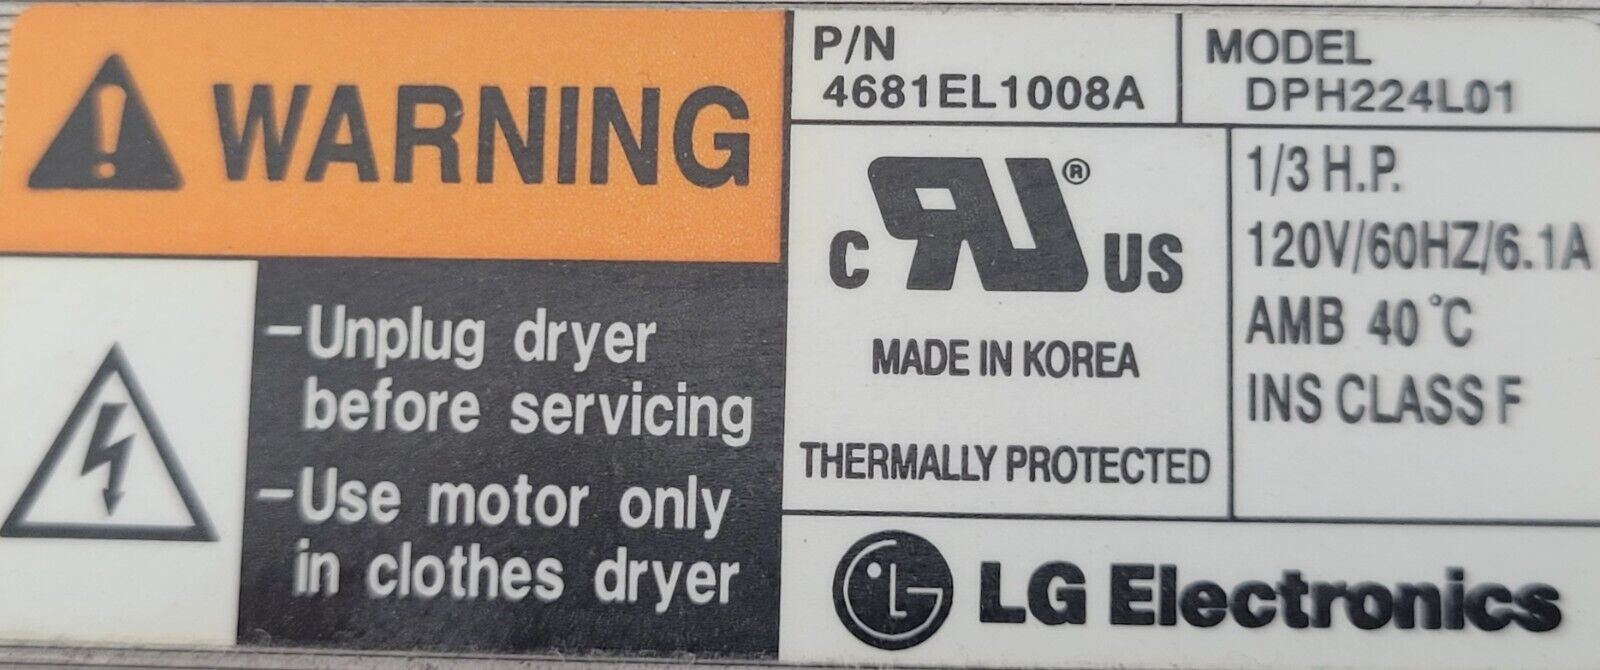 WARNING
-Unplug dryer
before servicing
-Use motor only
in clothes dryer
P/N
4681EL1008A
MODEL
DPH224L01
c RU® US
MADE IN KOREA
THERMALLY PROTECTED
1/3 H.P.
120V/60HZ/6.1A
AMB 40°C
INS CLASS F
LG Electronics